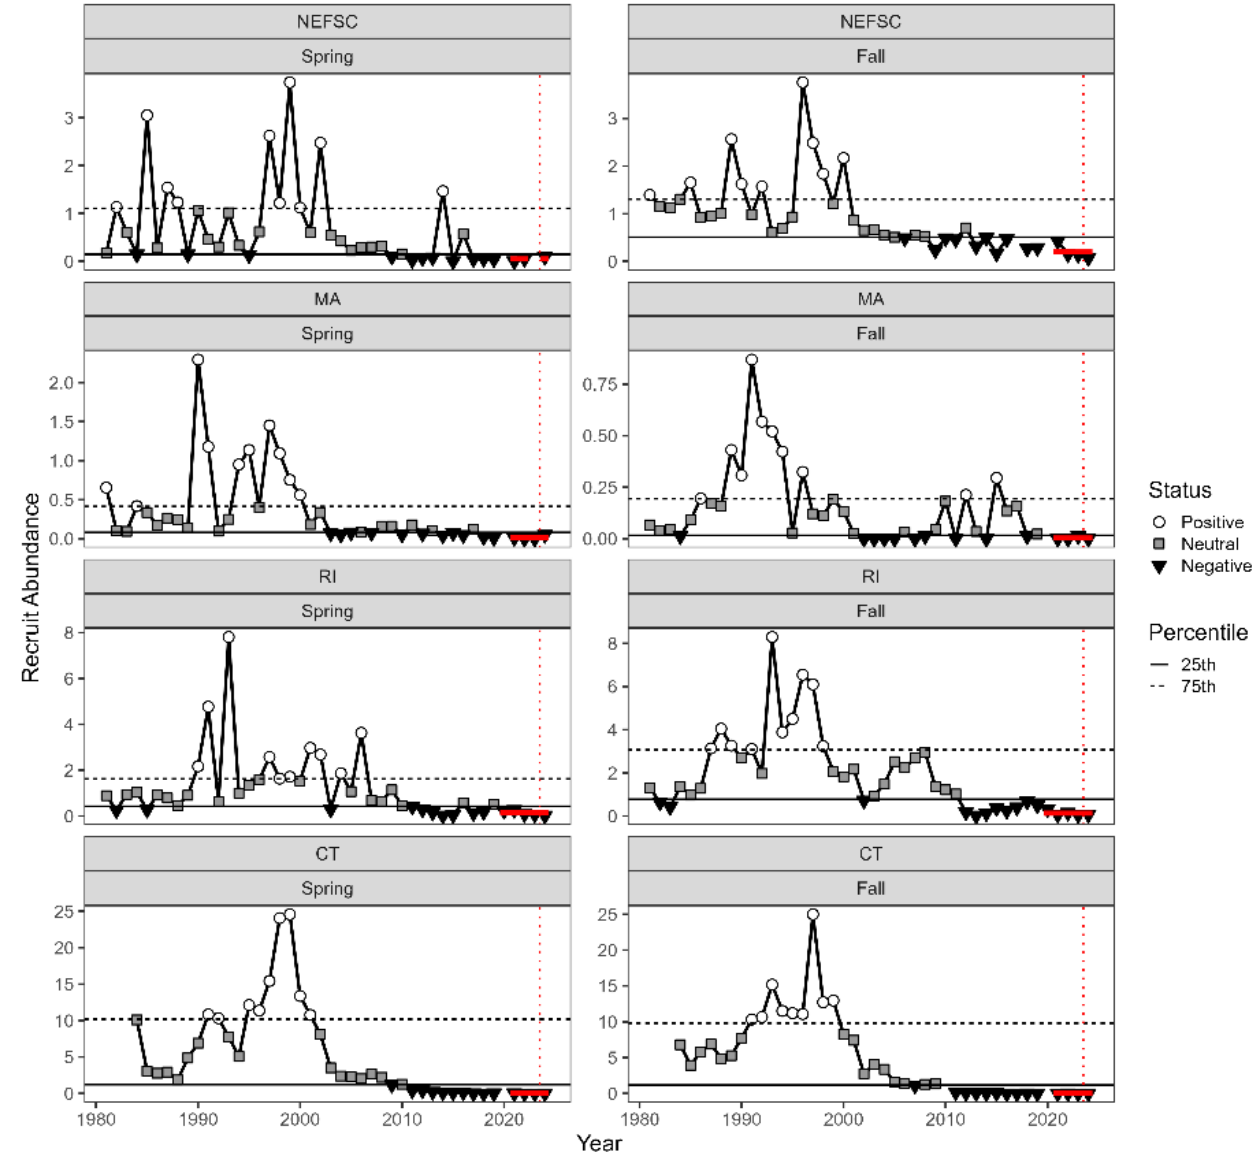 NEFSC
NEFSC
Spring
Fall
3
2
1
0
3
2
1
0
MA
MA
Spring
Fall
2.0
1.5
1.0
0.5
0.0
0.75
0.50
0.25
0.00
RI
RI
Spring
Fall
8
6
4
2
0
8
6
4
2
0
CT
CT
Spring
Fall
25
20
15
10
5
0
25
20
15
10
5
0
1980 1990 2000 2010 2020
1980 1990 2000 2010 2020
Year
Recruit Abundance
Status
Positive
Neutral
Negative
Percentile
25th
75th